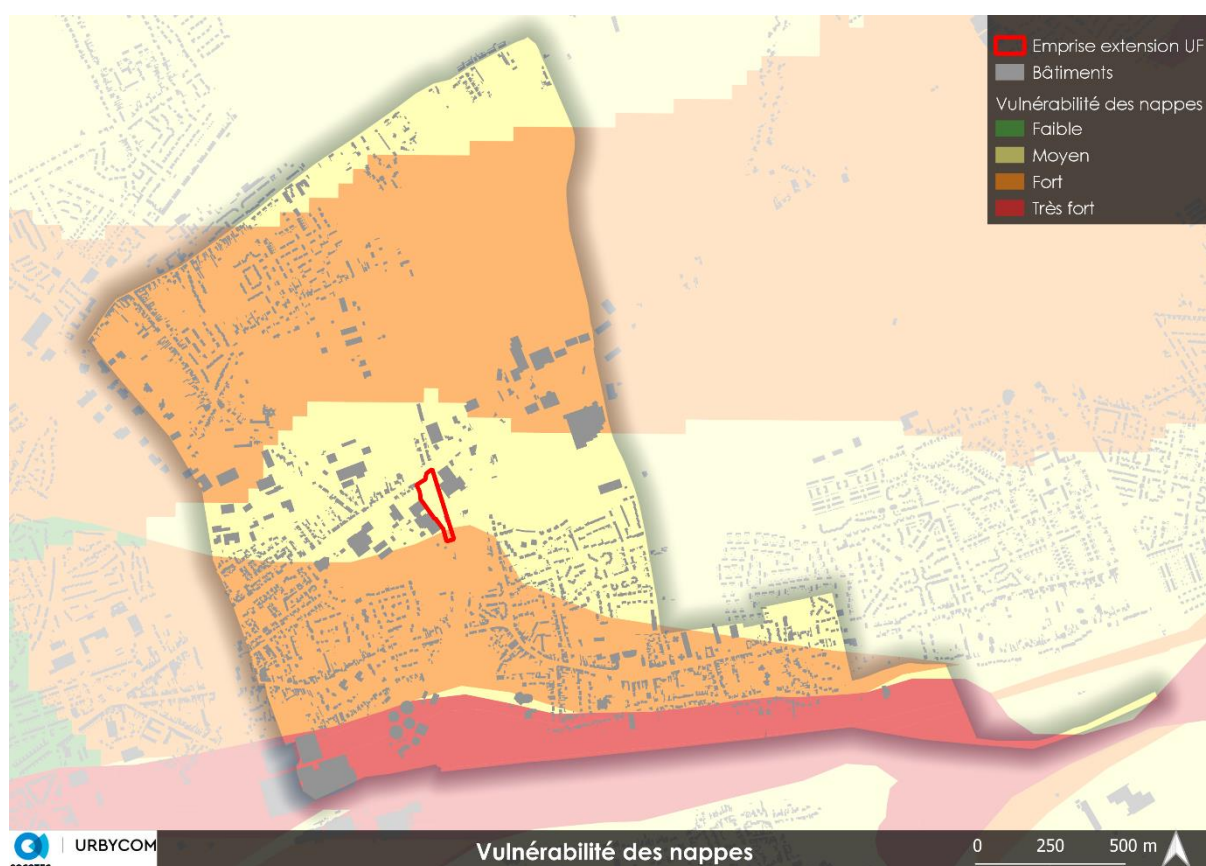 Emprise extension UF
Bâtiments
Vulnérabilité des nappes
Faible
Moyen
Fort
Très fort
URBYCOM
Vulnérabilité des nappes
0 250 500 m